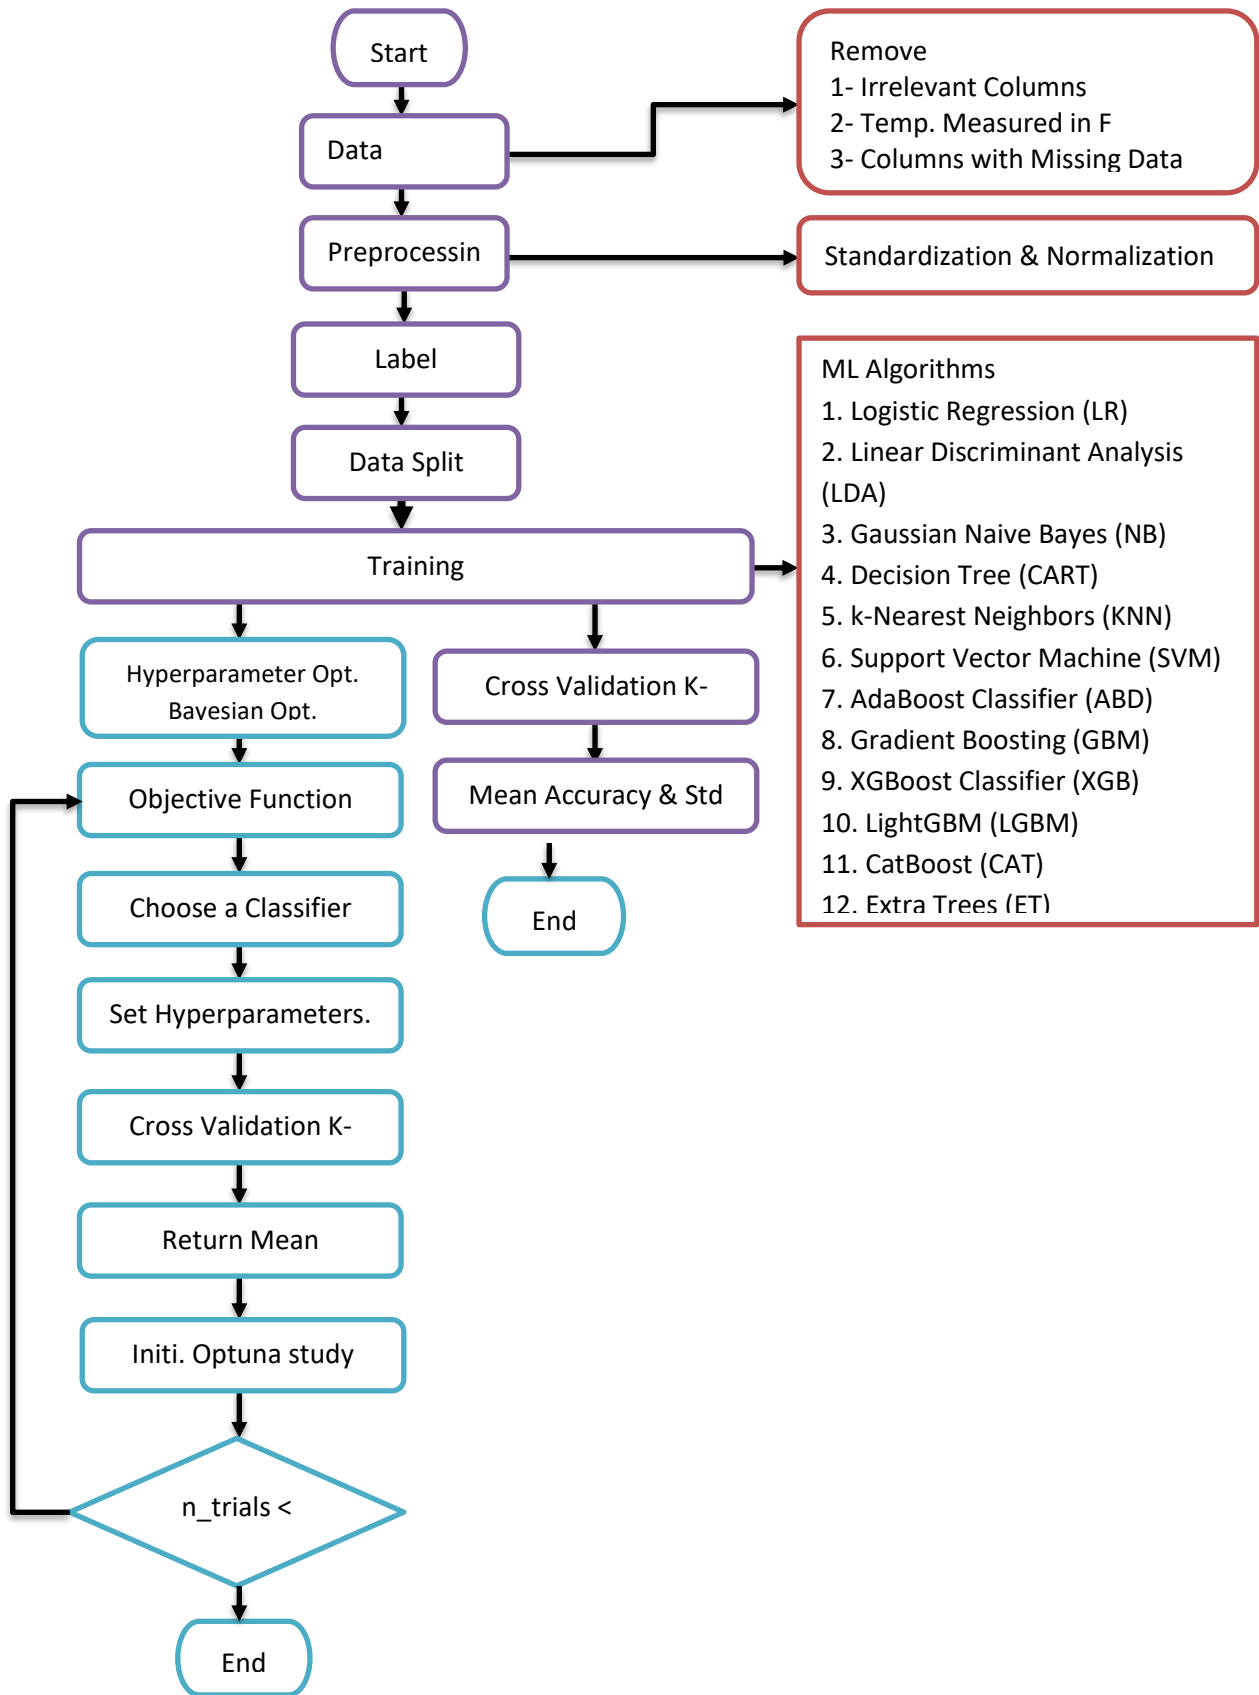 Start
Data
Remove
1- Irrelevant Columns
2- Temp. Measured in F
3- Columns with Missing Data
Preprocessin
Standardization & Normalization
Label
Data Split
Training
ML Algorithms
1. Logistic Regression (LR)
2. Linear Discriminant Analysis
(LDA)
3. Gaussian Naive Bayes (NB)
4. Decision Tree (CART)
5. k-Nearest Neighbors (KNN)
6. Support Vector Machine (SVM)
7. AdaBoost Classifier (ABD)
8. Gradient Boosting (GBM)
9. XGBoost Classifier (XGB)
10. LightGBM (LGBM)
11. CatBoost (CAT)
12. Extra Trees (ET)
Hyperparameter Opt.
Bayesian Opt.
Objective Function
Choose a Classifier
Set Hyperparameters.
Cross Validation K-
Return Mean
Initi. Optuna study
n_trials <
End
Cross Validation K-
Mean Accuracy & Std
End